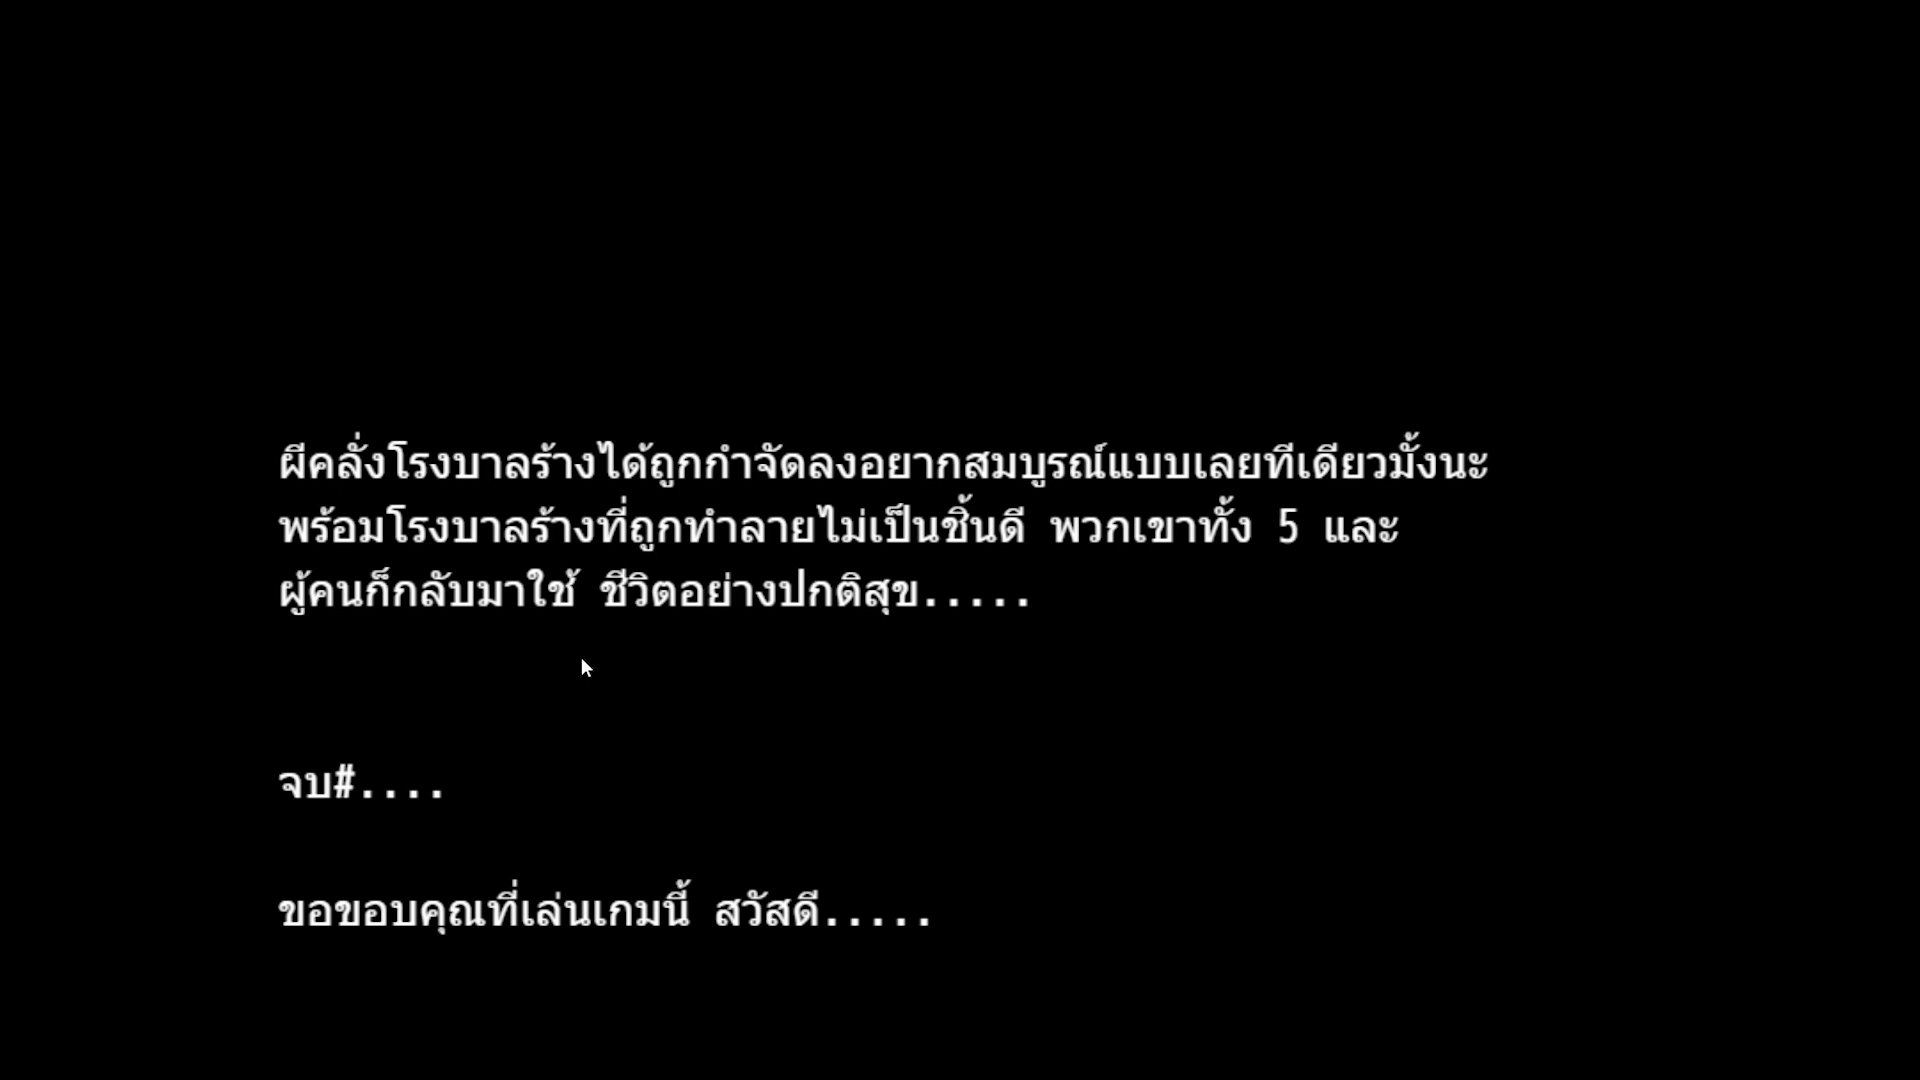 ผีคลั่งโรงบาลร้างได้ถูกกำจัดลงอยากสมบูรณ์แบบเลยทีเดียวมั้งนะ
พร้อมโรงบาลร้างที่ถูกทำลายไม่เป็นชิ้นดี พวกเขาทั้ง 5 และ
ผู้คนก็กลับมาใช้ ชีวิตอย่างปกติสุข.....
จบ#....
ขอขอบคุณที่เล่นเกมนี้ สวัสดี.....